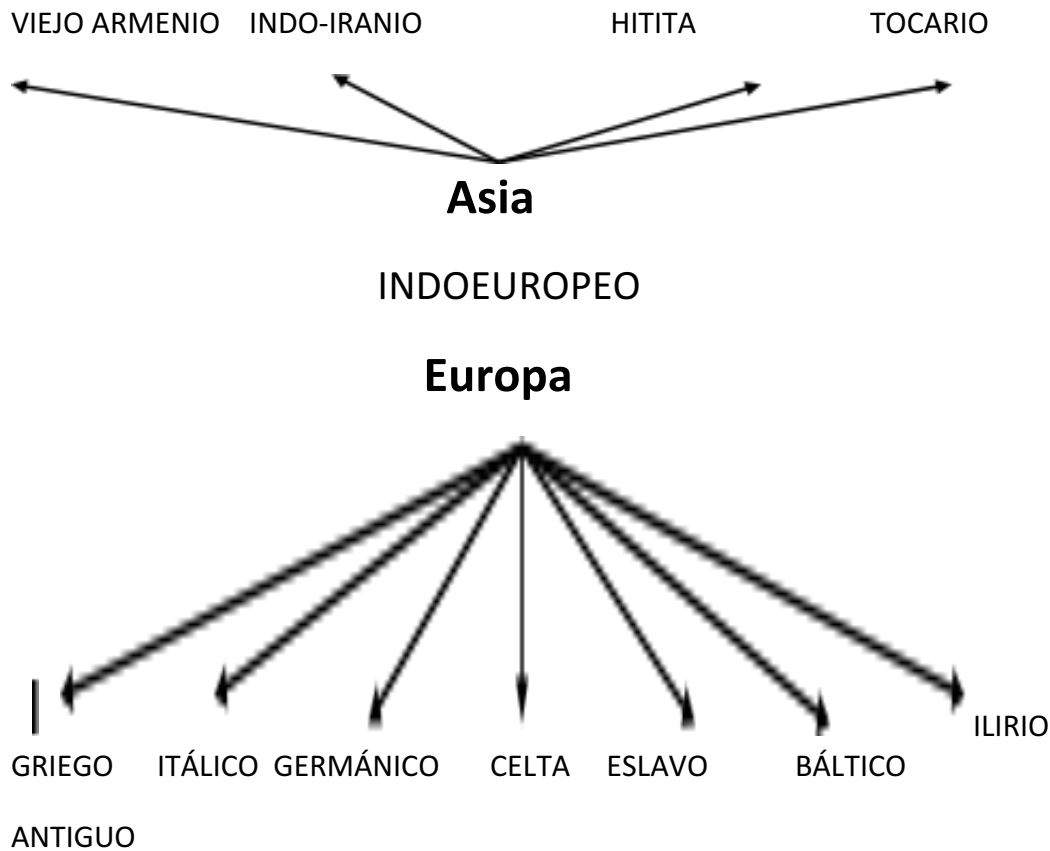 VIEJO ARMENIO INDO-IRANIO HITITA TOCARIO
Asia
INDOEUROPEO
Europa
ILIRIO
GRIEGO ITÁLICO GERMÁNICO CELTA ESLAVO BÁLTICO
ANTIGUO